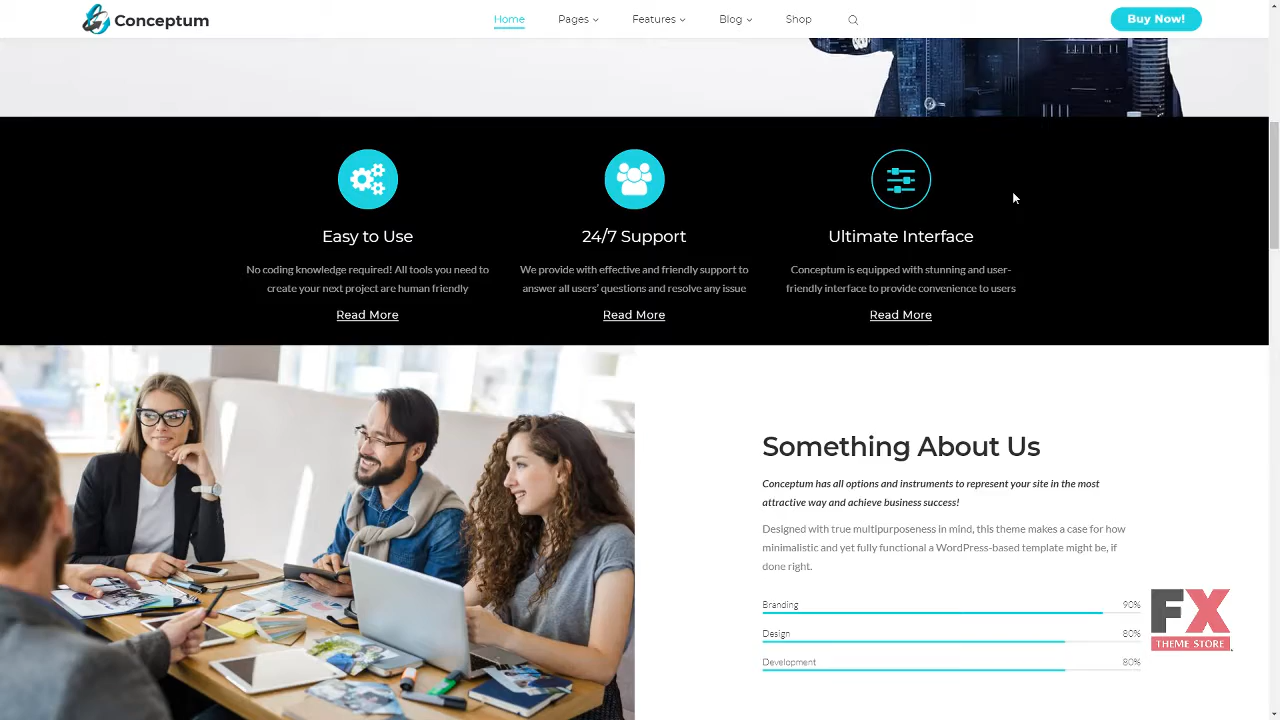 Conceptum
Home Pages Features Blog Shop
Buy Now!
Easy to Use
No coding knowledge required! All tools you need to
create your next project are human friendly
Read More
24/7 Support
We provide with effective and friendly support to
answer all users’ questions and resolve any issue
Read More
Ultimate Interface
Conceptum is equipped with stunning and user-
friendly interface to provide convenience to users
Read More
Something About Us
Conceptum has all options and instruments to represent your site in the most
attractive way and achieve business success!
Designed with true multipurposeness in mind, this theme makes a case for how
minimalistic and yet fully functional a WordPress-based template might be, if
done right.
Branding 90%
Design 80%
Development 80%
FX
THEME STORE